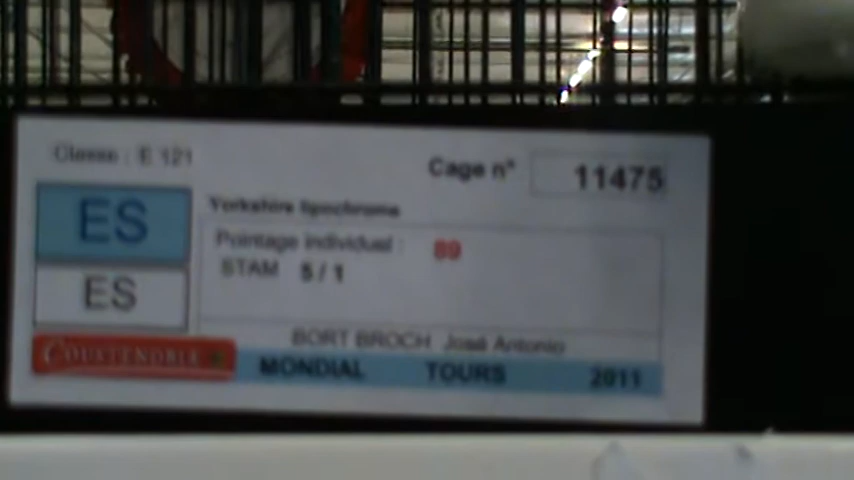 Classe : E 121
Cage n° 11475
ES
Yorkshire lipochrome
Pointage individuel : 89
STAM 5 / 1
ES
BORT BROCH José Antonio
COURTENDBLE
MONDIAL TOURS 2011